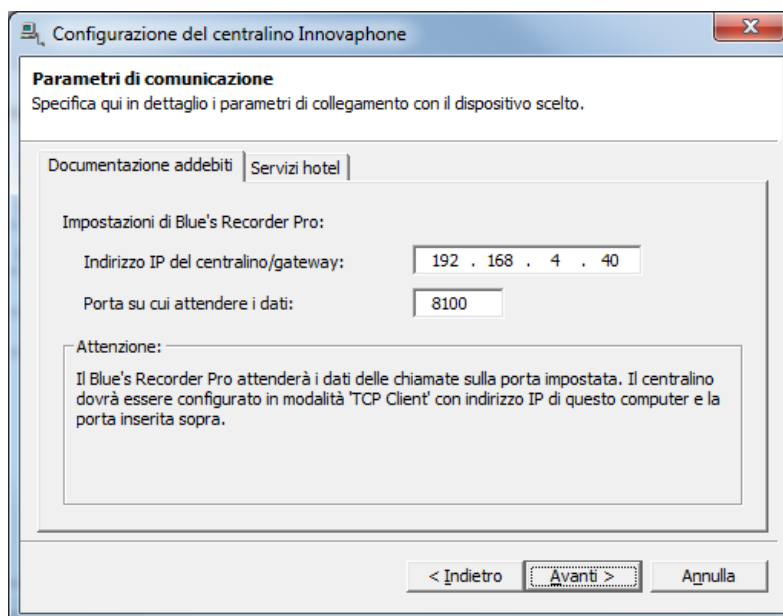 Configurazione del centralino Innovaphone
Parametri di comunicazione
Specifica qui in dettaglio i parametri di collegamento con il dispositivo scelto.
Documentazione addebiti
Servizi hotel
Impostazioni di Blue's Recorder Pro:
Indirizzo IP del centralino/gateway: 192 . 168 . 4 . 40
Porta su cui attendere i dati: 8100
Attenzione:
Il Blue's Recorder Pro attenderà i dati delle chiamate sulla porta impostata. Il centralino
dovrà essere configurato in modalità 'TCP Client' con indirizzo IP di questo computer e la
porta inserita sopra.
< Indietro Avanti > Annulla